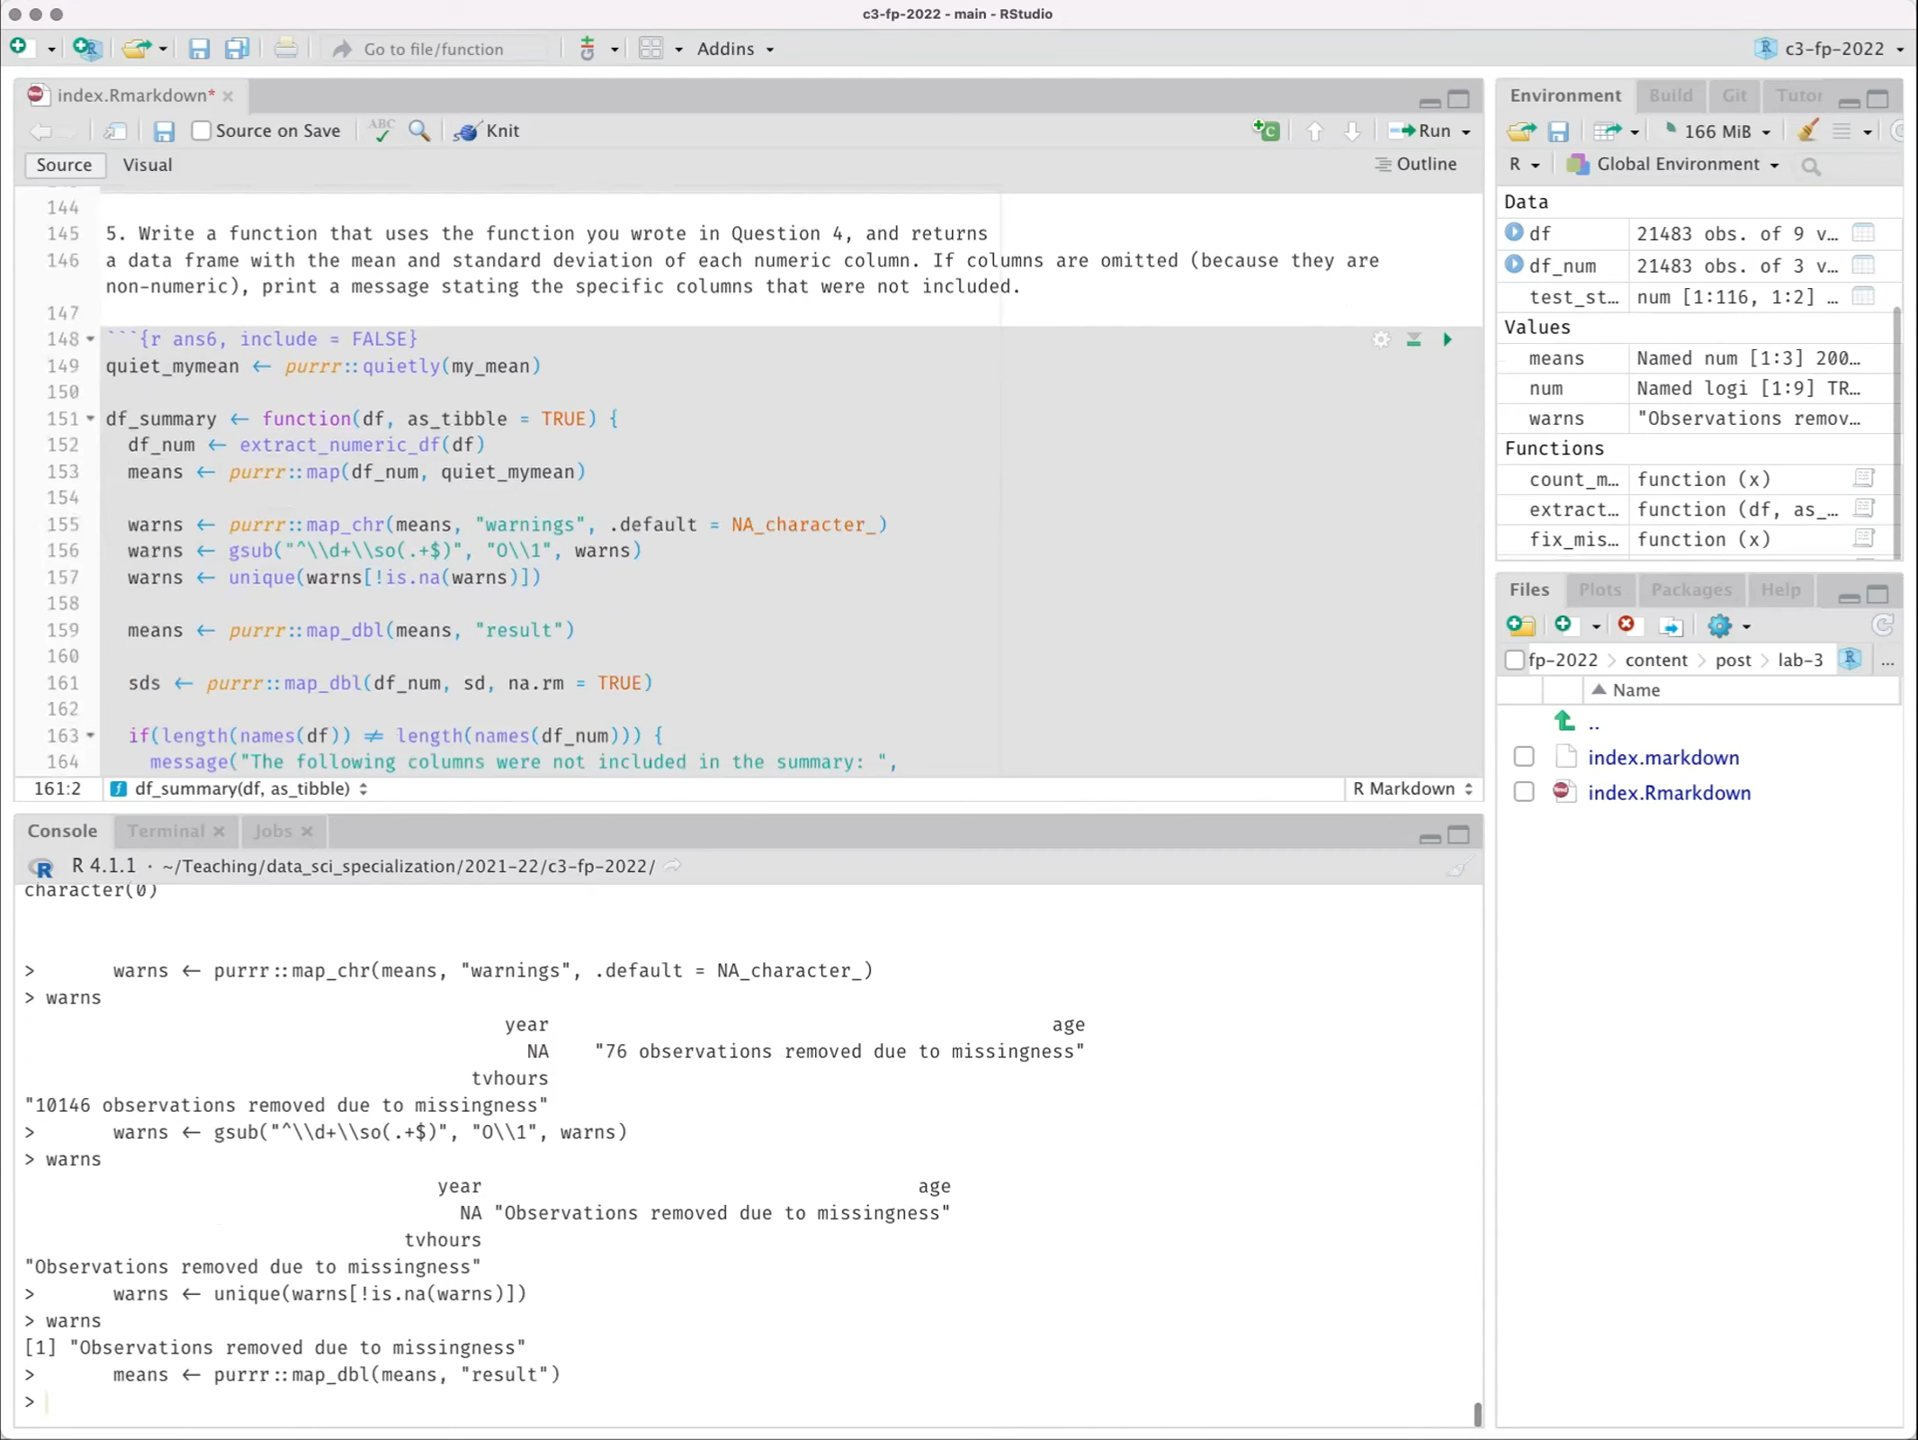 c3-fp-2022 - main - RStudio
Go to file/function
Addins
c3-fp-2022
index.Rmarkdown*
Source on Save
ABC
Knit
Run
Source
Visual
Outline
144
145 5. Write a function that uses the function you wrote in Question 4, and returns
146 a data frame with the mean and standard deviation of each numeric column. If columns are omitted (because they are
non-numeric), print a message stating the specific columns that were not included.
147
148 ```{r ans6, include = FALSE}
149 quiet_mymean ← purrr::quietly(my_mean)
150
151 df_summary ← function(df, as_tibble = TRUE) {
152 df_num ← extract_numeric_df(df)
153 means ← purrr::map(df_num, quiet_mymean)
154
155 warns ← purrr::map_chr(means, "warnings", .default = NA_character_)
156 warns ← gsub("^\\d+\\so(.+$)", "O\\1", warns)
157 warns ← unique(warns[!is.na(warns)])
158
159 means ← purrr::map_dbl(means, "result")
160
161 sds ← purrr::map_dbl(df_num, sd, na.rm = TRUE)
162
163 if(length(names(df)) ≠ length(names(df_num))) {
164 message("The following columns were not included in the summary: ",
161:2 df_summary(df, as_tibble) R Markdown
Console Terminal Jobs
R 4.1.1 · ~/Teaching/data_sci_specialization/2021-22/c3-fp-2022/
character(0)
> warns ← purrr::map_chr(means, "warnings", .default = NA_character_)
> warns
year age
NA "76 observations removed due to missingness"
tvhours
"10146 observations removed due to missingness"
> warns ← gsub("^\\d+\\so(.+$)", "O\\1", warns)
> warns
year age
NA "Observations removed due to missingness"
tvhours
"Observations removed due to missingness"
> warns ← unique(warns[!is.na(warns)])
> warns
[1] "Observations removed due to missingness"
> means ← purrr::map_dbl(means, "result")
>
Environment Build Git Tutor
166 MiB
R Global Environment
Data
df 21483 obs. of 9 v…
df_num 21483 obs. of 3 v…
test_st… num [1:116, 1:2] …
Values
means Named num [1:3] 200…
num Named logi [1:9] TR…
warns "Observations remov…
Functions
count_m… function (x)
extract… function (df, as_…
fix_mis… function (x)
Files Plots Packages Help
fp-2022 content post lab-3 …
Name
..
index.markdown
index.Rmarkdown